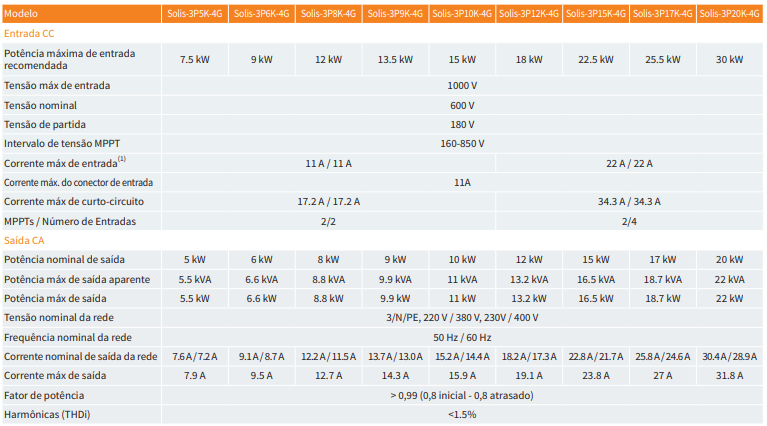 Modelo Solis-3P5K-4G Solis-3P6K-4G Solis-3P8K-4G Solis-3P9K-4G Solis-3P10K-4G Solis-3P12K-4G Solis-3P15K-4G Solis-3P17K-4G Solis-3P20K-4G
Entrada CC
Potência máxima de entrada
recomendada 7.5 kW 9 kW 12 kW 13.5 kW 15 kW 18 kW 22.5 kW 25.5 kW 30 kW
Tensão máx de entrada 1000 V
Tensão nominal 600 V
Tensão de partida 180 V
Intervalo de tensão MPPT 160-850 V
Corrente máx de entrada(1) 11 A / 11 A 22 A / 22 A
Corrente máx. do conector de entrada 11A
Corrente máx de curto-circuito 17.2 A / 17.2 A 34.3 A / 34.3 A
MPPTs / Número de Entradas 2/2 2/4
Saída CA
Potência nominal de saída 5 kW 6 kW 8 kW 9 kW 10 kW 12 kW 15 kW 17 kW 20 kW
Potência máx de saída aparente 5.5 kVA 6.6 kVA 8.8 kVA 9.9 kVA 11 kVA 13.2 kVA 16.5 kVA 18.7 kVA 22 kVA
Potência máx de saída 5.5 kW 6.6 kW 8.8 kW 9.9 kW 11 kW 13.2 kW 16.5 kW 18.7 kW 22 kW
Tensão nominal da rede 3/N/PE, 220 V / 380 V, 230V / 400 V
Frequência nominal da rede 50 Hz / 60 Hz
Corrente nominal de saída da rede 7.6 A / 7.2 A 9.1 A / 8.7 A 12.2 A / 11.5 A 13.7 A / 13.0 A 15.2 A / 14.4 A 18.2 A / 17.3 A 22.8 A / 21.7 A 25.8 A / 24.6 A 30.4 A / 28.9 A
Corrente máx de saída 7.9 A 9.5 A 12.7 A 14.3 A 15.9 A 19.1 A 23.8 A 27 A 31.8 A
Fator de potência > 0,99 (0,8 inicial - 0,8 atrasado)
Harmônicas (THDi) <1.5%